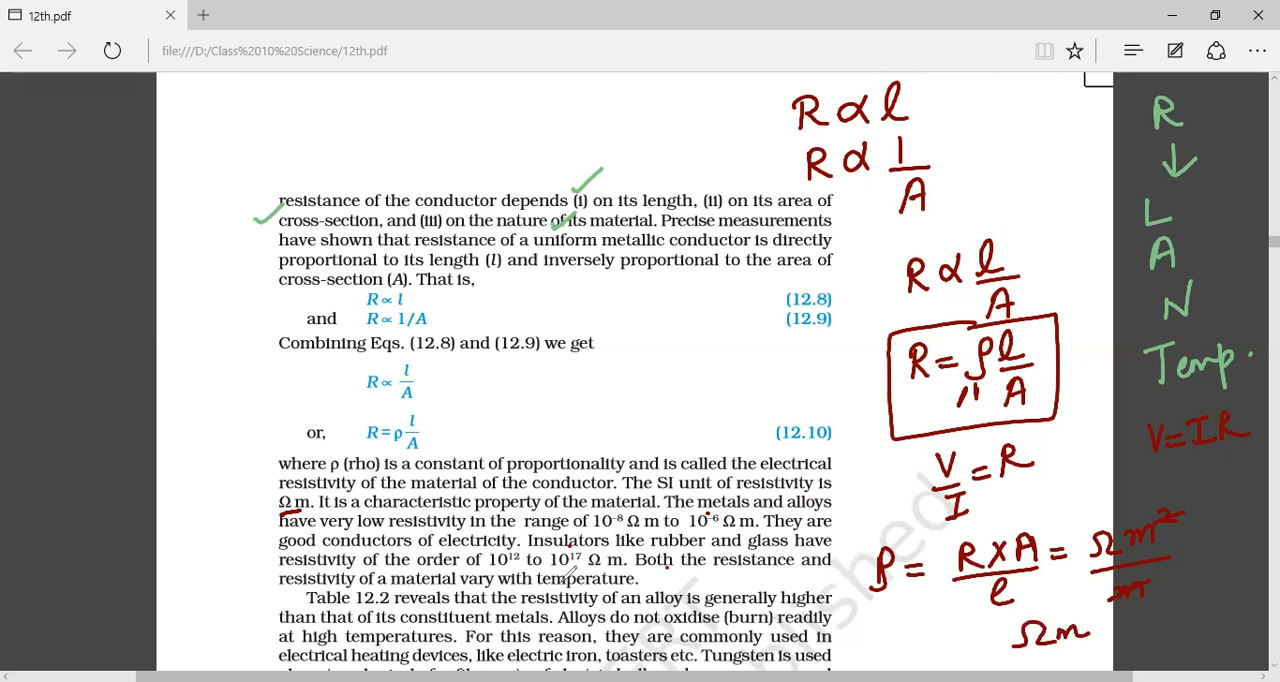 12th.pdf
file:///D:/Class%2010%20Science/12th.pdf
resistance of the conductor depends (i) on its length, (ii) on its area of
cross-section, and (iii) on the nature of its material. Precise measurements
have shown that resistance of a uniform metallic conductor is directly
proportional to its length (l) and inversely proportional to the area of
cross-section (A). That is,
R ∝ l (12.8)
and R ∝ 1/A (12.9)
Combining Eqs. (12.8) and (12.9) we get
R ∝ l/A
or, R = ρ l/A (12.10)
where ρ (rho) is a constant of proportionality and is called the electrical
resistivity of the material of the conductor. The SI unit of resistivity is
Ω m. It is a characteristic property of the material. The metals and alloys
have very low resistivity in the range of 10⁻⁸ Ω m to 10⁻⁶ Ω m. They are
good conductors of electricity. Insulators like rubber and glass have
resistivity of the order of 10¹² to 10¹⁷ Ω m. Both the resistance and
resistivity of a material vary with temperature.
Table 12.2 reveals that the resistivity of an alloy is generally higher
than that of its constituent metals. Alloys do not oxidise (burn) readily
at high temperatures. For this reason, they are commonly used in
electrical heating devices, like electric iron, toasters etc. Tungsten is used
R ∝ l
R ∝ 1/A
R ∝ l/A
R = ρ l/A
V/I = R
ρ = R × A/l = Ω m²/m
Ω m
R
↓
L
A
N
Temp.
V = IR